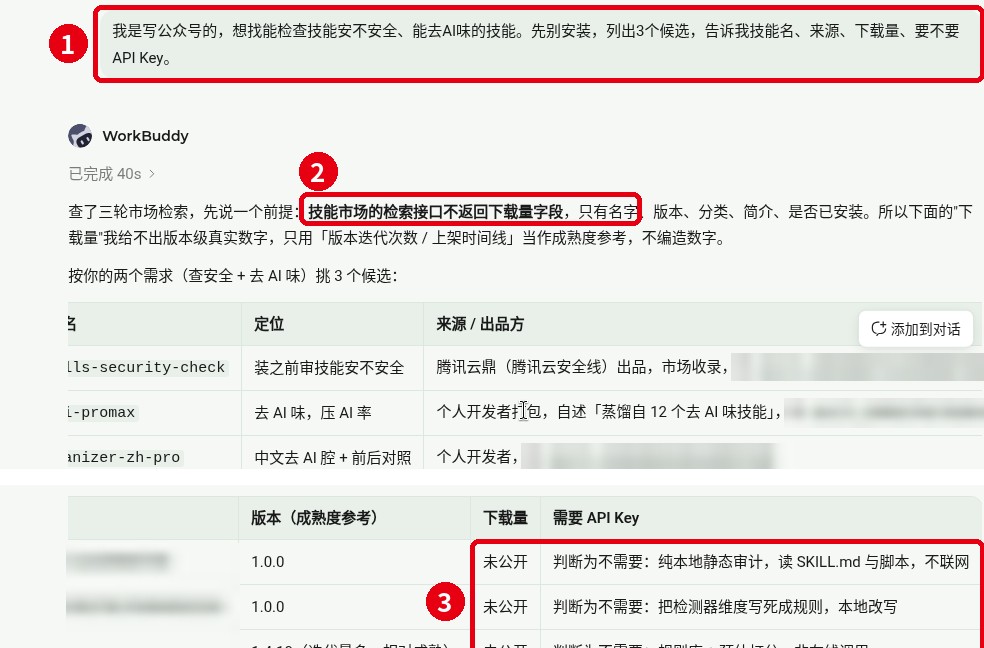 1
我是写公众号的，想找能检查技能安不安全、能去AI味的技能。先别安装，列出3个候选，告诉我技能名、来源、下载量、要不要
API Key。
WorkBuddy
已完成 40s >
2
查了三轮市场检索，先说一个前提：技能市场的检索接口不返回下载量字段，只有名字、版本、分类、简介、是否已安装。所以下面的"下
载量"我给不出版本级真实数字，只用「版本迭代次数 / 上架时间线」当作成熟度参考，不编造数字。
按你的两个需求（查安全 + 去 AI 味）挑 3 个候选：
名 定位 来源 / 出品方
添加到对话
lls-security-check 装之前审技能安不安全 腾讯云鼎（腾讯云安全线）出品，市场收录，
i-promax 去 AI 味，压 AI 率 个人开发者打包，自述「蒸馏自 12 个去 AI 味技能」，
anizer-zh-pro 中文去 AI 腔 + 前后对照 个人开发者，
版本（成熟度参考） 下载量 需要 API Key
1.0.0 未公开 判断为不需要：纯本地静态审计，读 SKILL.md 与脚本，不联网
3
1.0.0 未公开 判断为不需要：把检测器维度写死成规则，本地改写